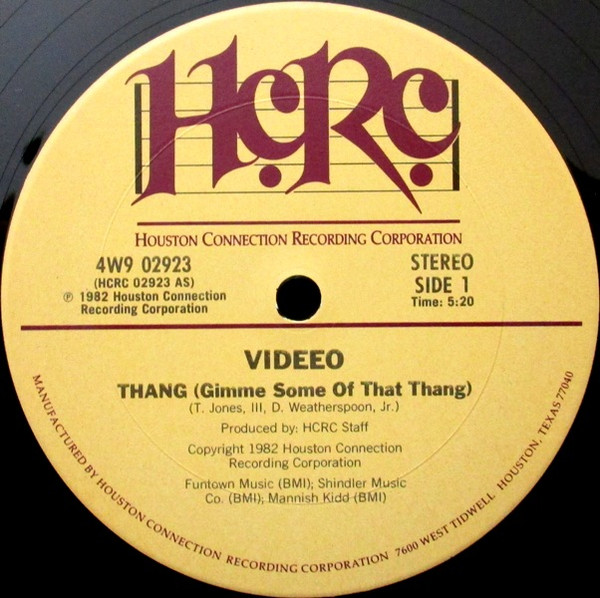 HCRC
HOUSTON CONNECTION RECORDING CORPORATION
4W9 02923
(HCRC 02923 AS)
℗ 1982 Houston Connection
Recording Corporation
STEREO
SIDE 1
Time: 5:20
VIDEEO
THANG (Gimme Some Of That Thang)
(T. Jones, III, D. Weatherspoon, Jr.)
Produced by: HCRC Staff
Copyright 1982 Houston Connection
Recording Corporation
Funtown Music (BMI); Shindler Music
Co. (BMI); Mannish Kidd (BMI)
MANUFACTURED BY HOUSTON CONNECTION RECORDING CORPORATION 7600 WEST TIDWELL HOUSTON, TEXAS 77040